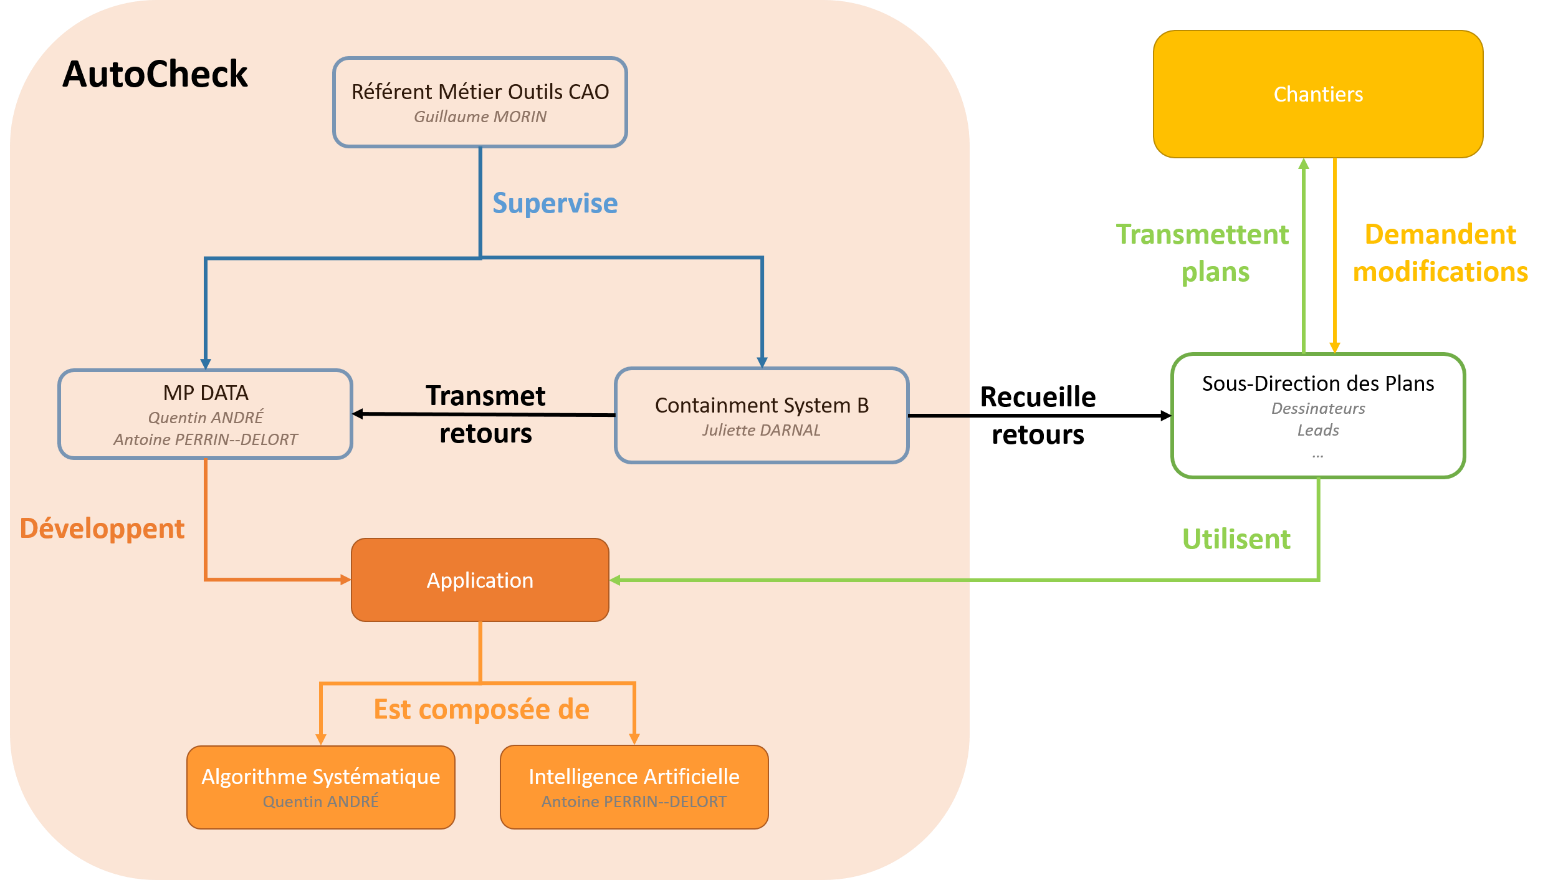 AutoCheck
Référent Métier Outils CAO
Guillaume MORIN
Chantiers
Supervise
Transmettent
plans
Demandent
modifications
MP DATA
Quentin ANDRÉ
Antoine PERRIN--DELORT
Transmet
retours
Containment System B
Juliette DARNAL
Recueille
retours
Sous-Direction des Plans
Dessinateurs
Leads
...
Développent
Utilisent
Application
Est composée de
Algorithme Systématique
Quentin ANDRÉ
Intelligence Artificielle
Antoine PERRIN--DELORT